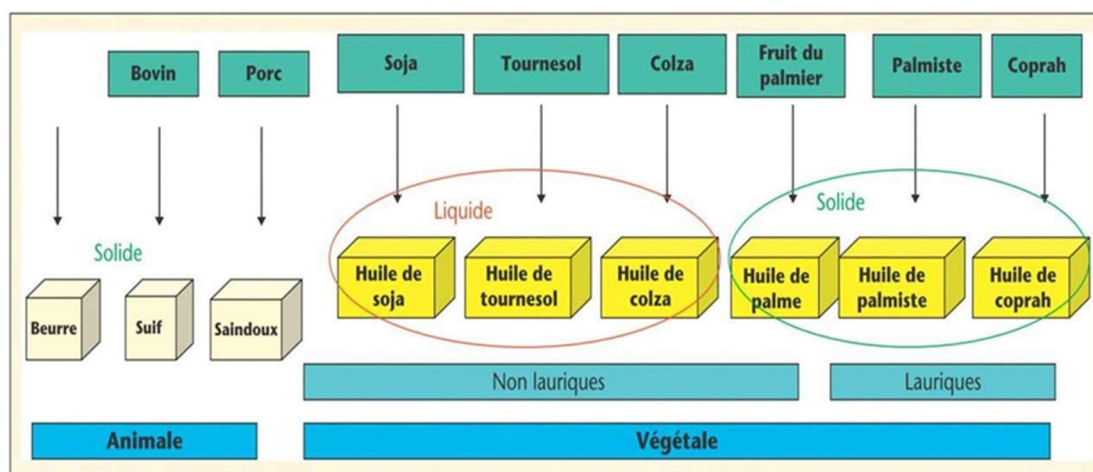 Bovin
Porc
Soja
Tournesol
Colza
Fruit du
palmier
Palmiste
Coprah
Solide
Liquide
Solide
Beurre
Suif
Saindoux
Huile de
soja
Huile de
tournesol
Huile de
colza
Huile de
palme
Huile de
palmiste
Huile de
coprah
Non lauriques
Lauriques
Animale
Végétale